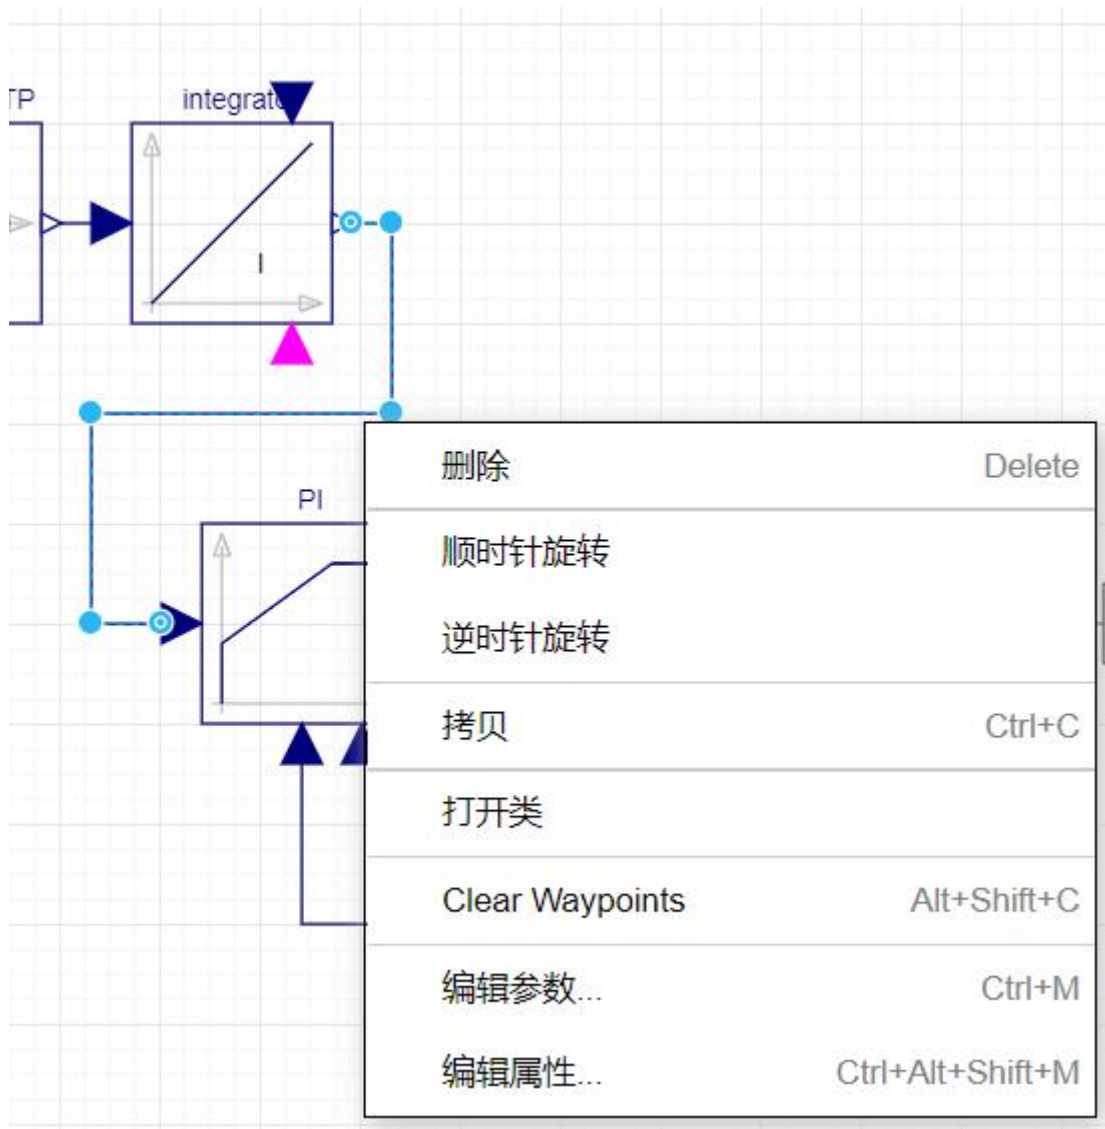 TP
integrat
I
PI
删除 Delete
顺时针旋转
逆时针旋转
拷贝 Ctrl+C
打开类
Clear Waypoints Alt+Shift+C
编辑参数... Ctrl+M
编辑属性... Ctrl+Alt+Shift+M